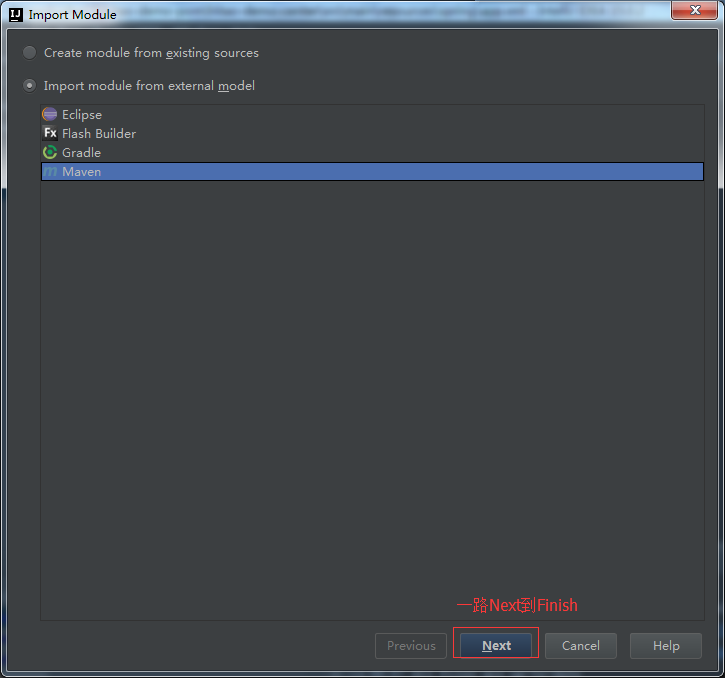 Import Module
Create module from existing sources
Import module from external model
Eclipse
Fx Flash Builder
Gradle
m Maven
一路Next到Finish
Previous
Next
Cancel
Help